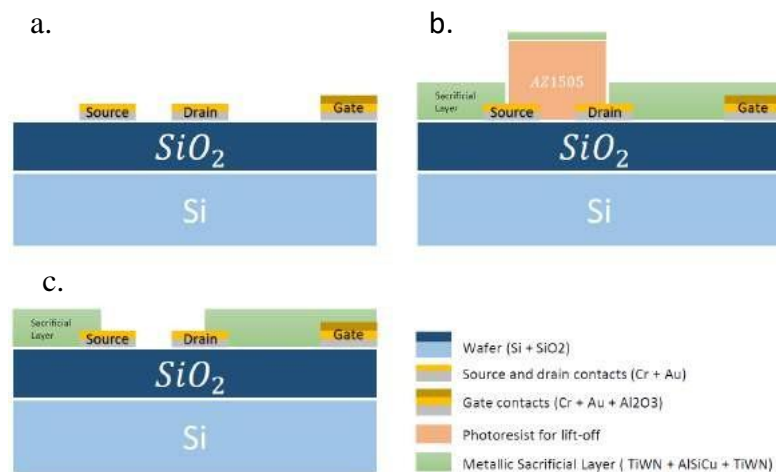 a.
Source Drain Gate
SiO2
Si
b.
AZ1505
Sacrificial
Layer
Source Drain Gate
SiO2
Si
c.
Sacrificial
Layer
Source Drain Gate
SiO2
Si
Wafer (Si + SiO2)
Source and drain contacts (Cr + Au)
Gate contacts (Cr + Au + Al2O3)
Photoresist for lift-off
Metallic Sacrificial Layer ( TiWN + AlSiCu + TiWN)